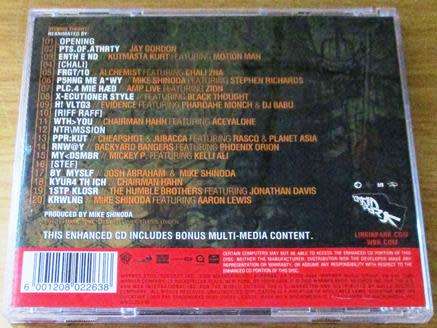 HYBRID THEORY
REANIMATED BY:
01 OPENING
02 PTS.OF.ATHRTY JAY GORDON
03 ENTH E ND KUTMASTA KURT FEATURING MOTION MAN
04 [CHALI]
05 FRGT/10 ALCHEMIST FEATURING CHALI 2NA
06 P5HNG ME A*WY MIKE SHINODA FEATURING STEPHEN RICHARDS
07 PLC.4 MIE HÆD AMP LIVE FEATURING ZION
08 X-ECUTIONER STYLE FEATURING BLACK THOUGHT
09 H! VLTG3 EVIDENCE FEATURING PHAROAHE MONCH & DJ BABU
10 [RIFF RAFF]
11 WTH>YOU CHAIRMAN HAHN FEATURING ACEYALONE
12 NTR\MSSION
13 PPR:KUT CHEAPSHOT & JUBACCA FEATURING RASCO & PLANET ASIA
14 RNW@Y BACKYARD BANGERS FEATURING PHOENIX ORION
15 MY<DSMBR MICKEY P. FEATURING KELLI ALI
16 [STEF]
17 BY_MYSLF JOSH ABRAHAM & MIKE SHINODA
18 KYUR4 TH ICH CHAIRMAN HAHN
19 1STP KLOSR THE HUMBLE BROTHERS FEATURING JONATHAN DAVIS
20 KRWLNG MIKE SHINODA FEATURING AARON LEWIS
PRODUCED BY MIKE SHINODA
THIS ENHANCED CD INCLUDES BONUS MULTI-MEDIA CONTENT.
LINKIN PARK
LINKINPARK.COM
WBR.COM
6 001208 022638